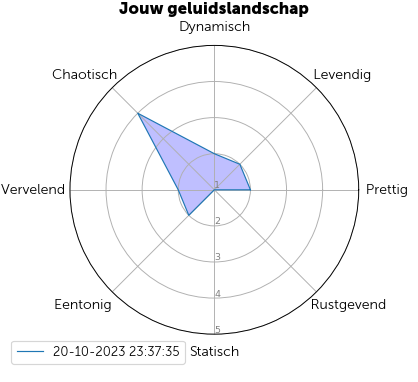 Jouw geluidslandschap
Dynamisch
Chaotisch
Levendig
Vervelend
1
Prettig
2
3
4
Eentonig
Rustgevend
5
20-10-2023 23:37:35
Statisch